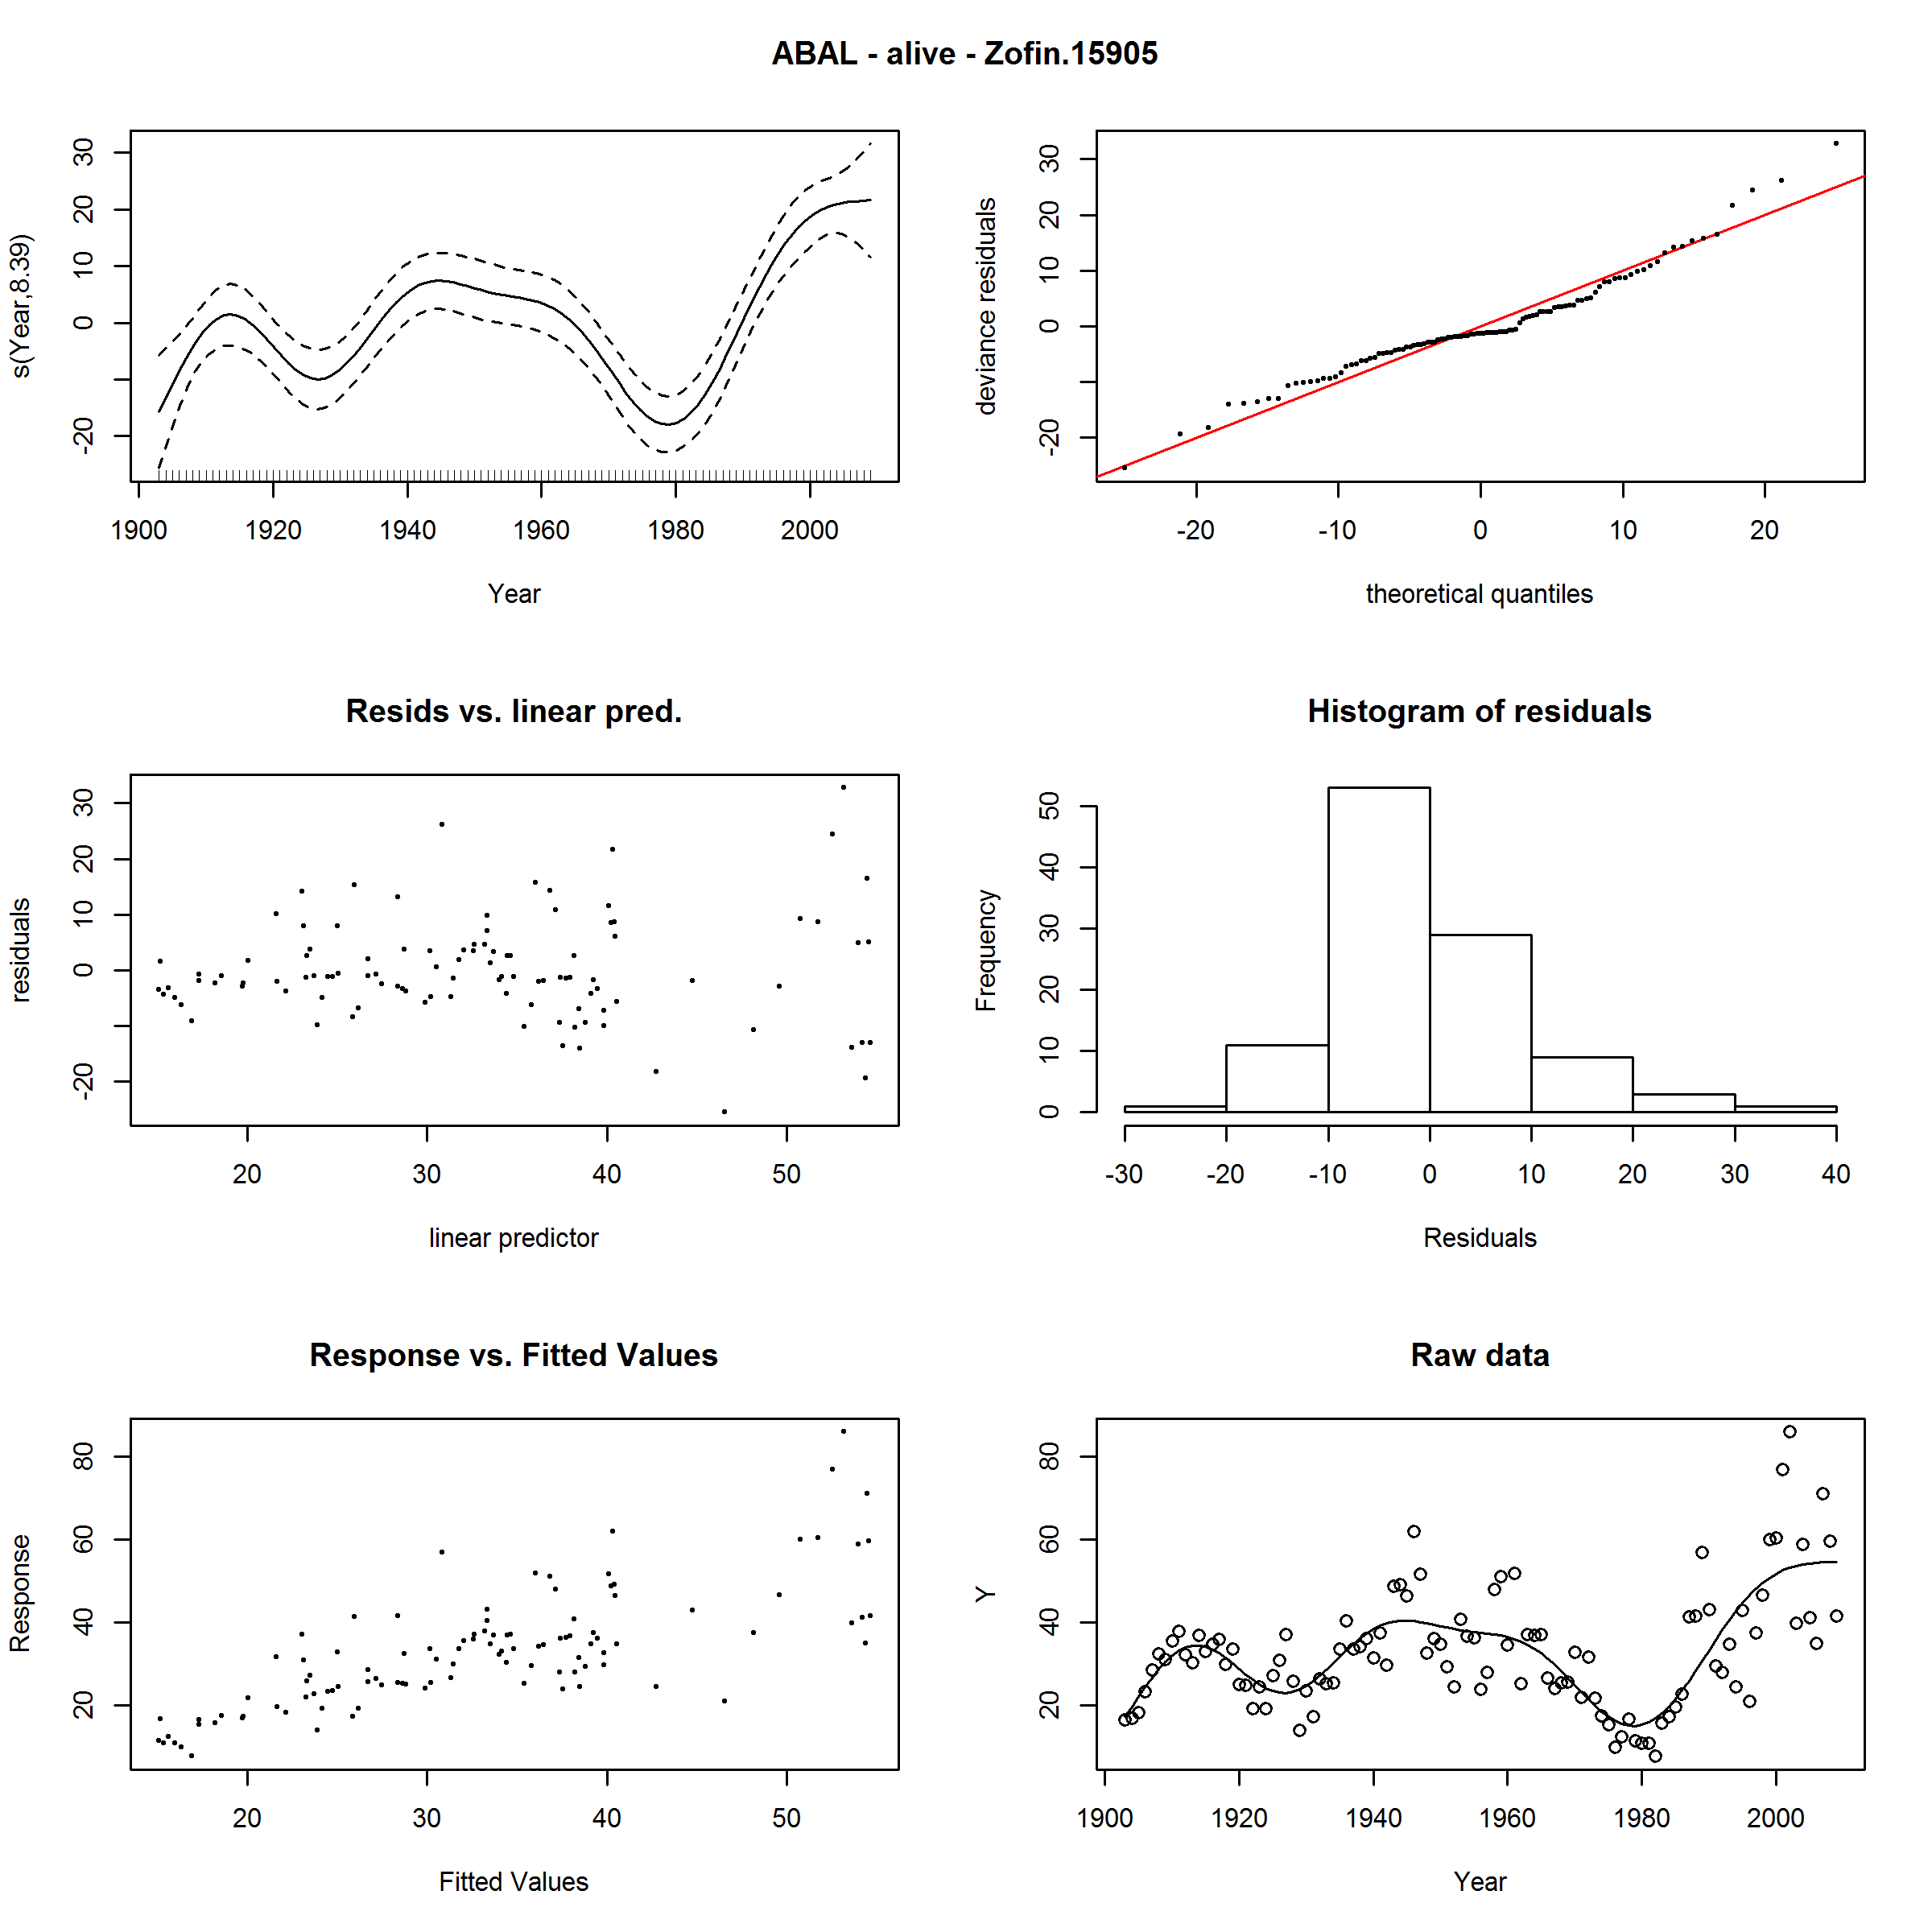 ABAL - alive - Zofin.15905
s(Year,8.39)
30
20
10
0
-20
1900 1920 1940 1960 1980 2000
Year
deviance residuals
30
20
10
0
-20
-20 -10 0 10 20
theoretical quantiles
Resids vs. linear pred.
residuals
30
20
10
0
-20
20 30 40 50
linear predictor
Histogram of residuals
Frequency
50
40
30
20
10
0
-30 -20 -10 0 10 20 30 40
Residuals
Response vs. Fitted Values
Response
80
60
40
20
20 30 40 50
Fitted Values
Raw data
Y
80
60
40
20
1900 1920 1940 1960 1980 2000
Year